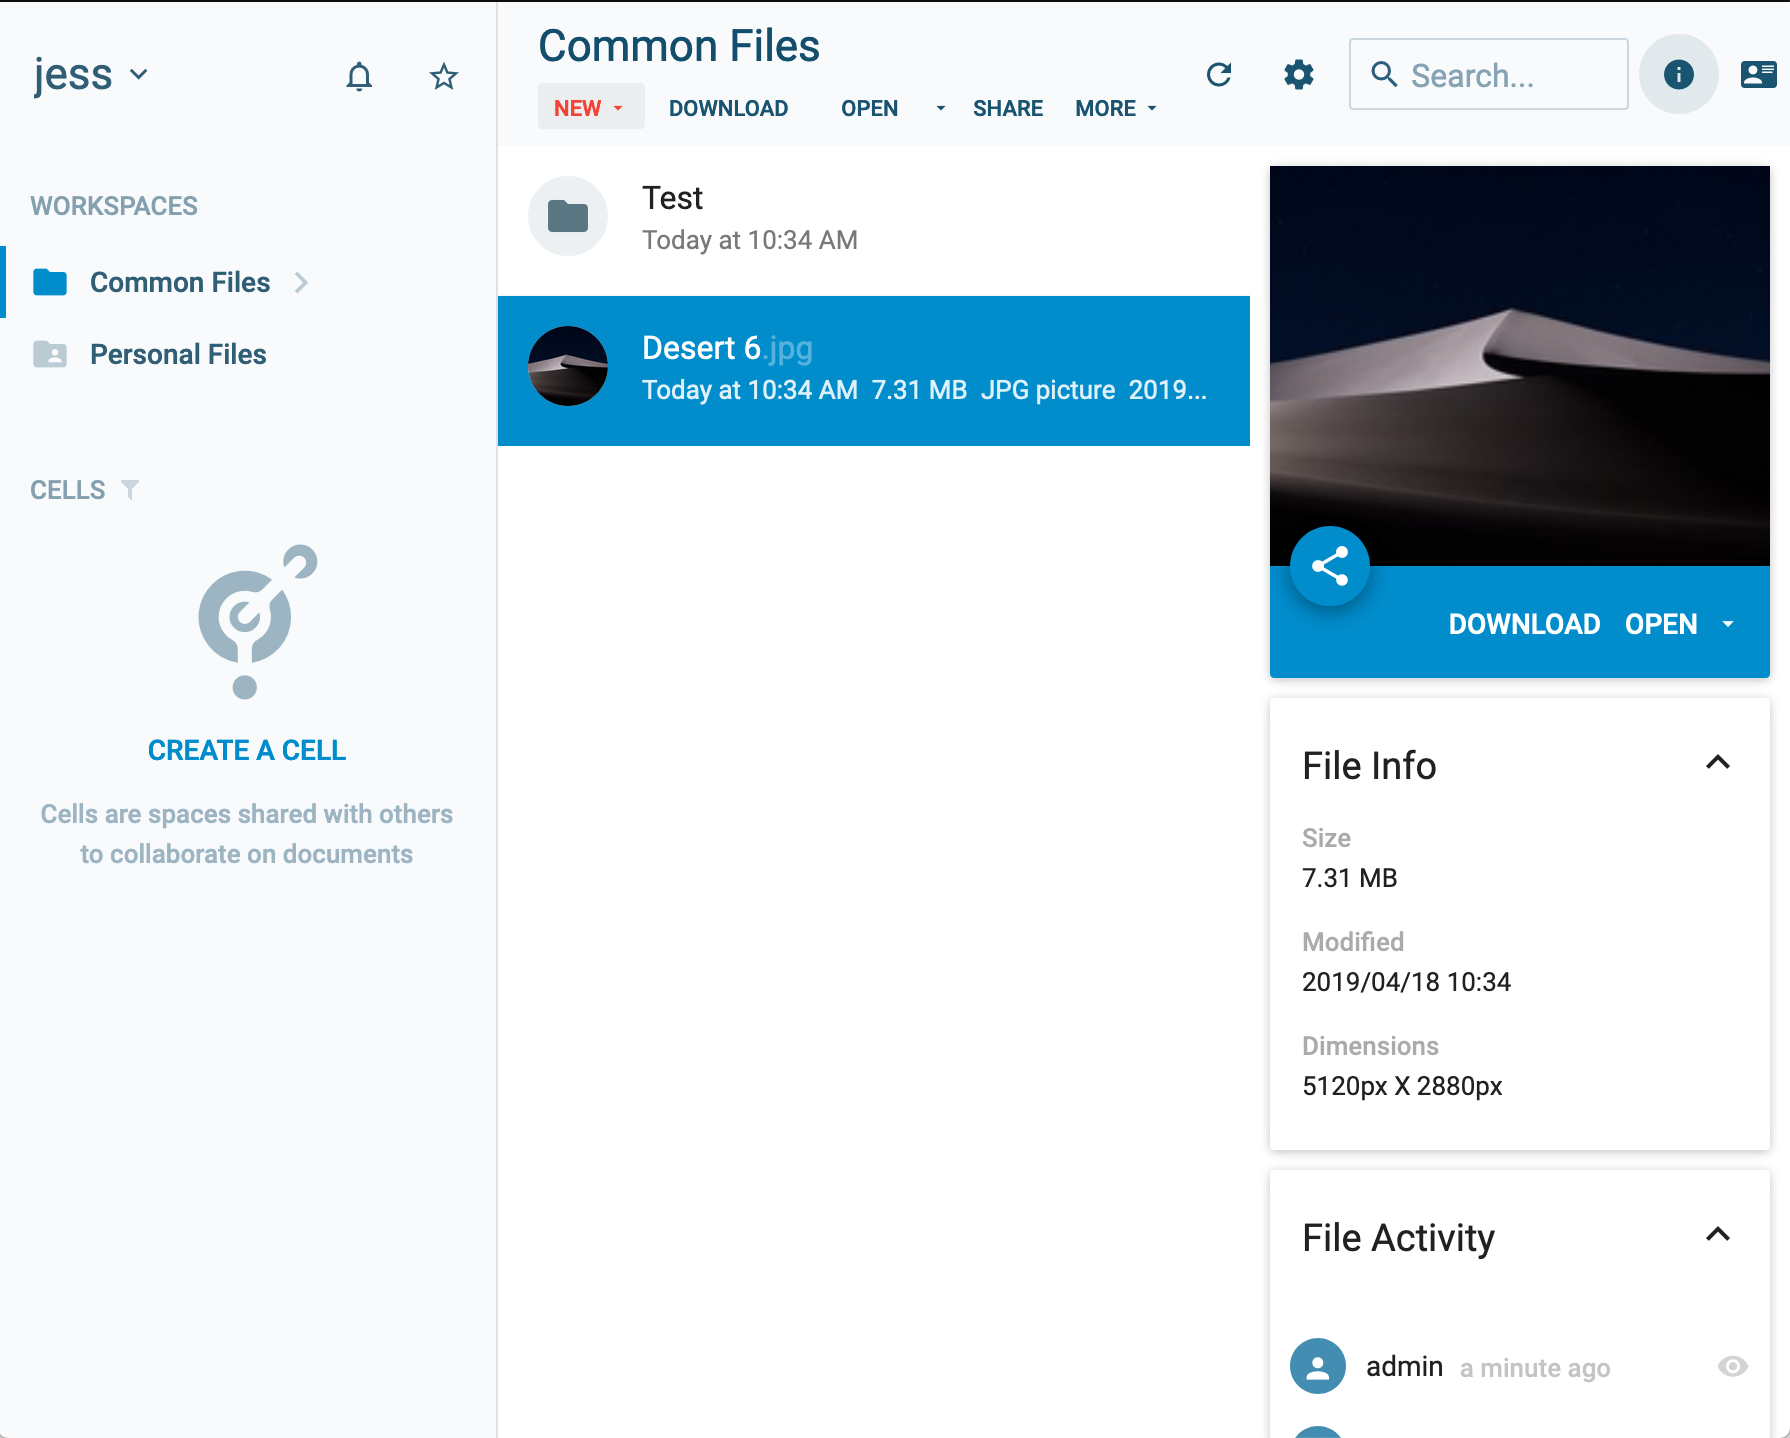 jess
WORKSPACES
Common Files
Personal Files
CELLS
CREATE A CELL
Cells are spaces shared with others
to collaborate on documents
Common Files
NEW DOWNLOAD OPEN SHARE MORE
Search...
Test
Today at 10:34 AM
Desert 6.jpg
Today at 10:34 AM 7.31 MB JPG picture 2019...
DOWNLOAD OPEN
File Info
Size
7.31 MB
Modified
2019/04/18 10:34
Dimensions
5120px X 2880px
File Activity
admin a minute ago